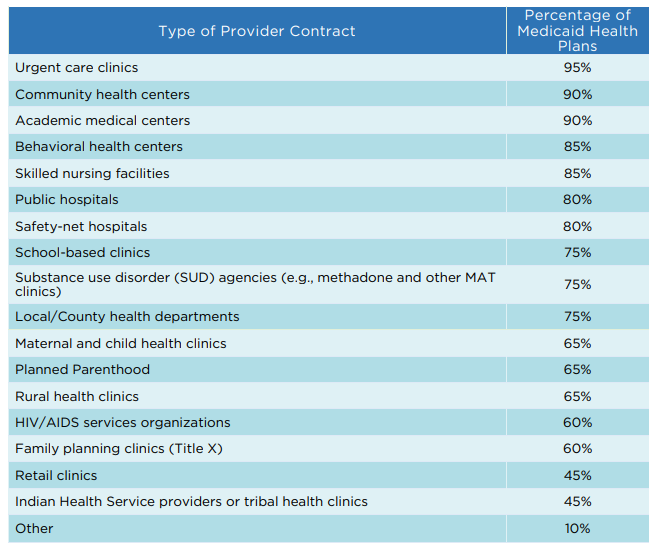 Type of Provider Contract
Percentage of
Medicaid Health
Plans
Urgent care clinics 95%
Community health centers 90%
Academic medical centers 90%
Behavioral health centers 85%
Skilled nursing facilities 85%
Public hospitals 80%
Safety-net hospitals 80%
School-based clinics 75%
Substance use disorder (SUD) agencies (e.g., methadone and other MAT
clinics) 75%
Local/County health departments 75%
Maternal and child health clinics 65%
Planned Parenthood 65%
Rural health clinics 65%
HIV/AIDS services organizations 60%
Family planning clinics (Title X) 60%
Retail clinics 45%
Indian Health Service providers or tribal health clinics 45%
Other 10%